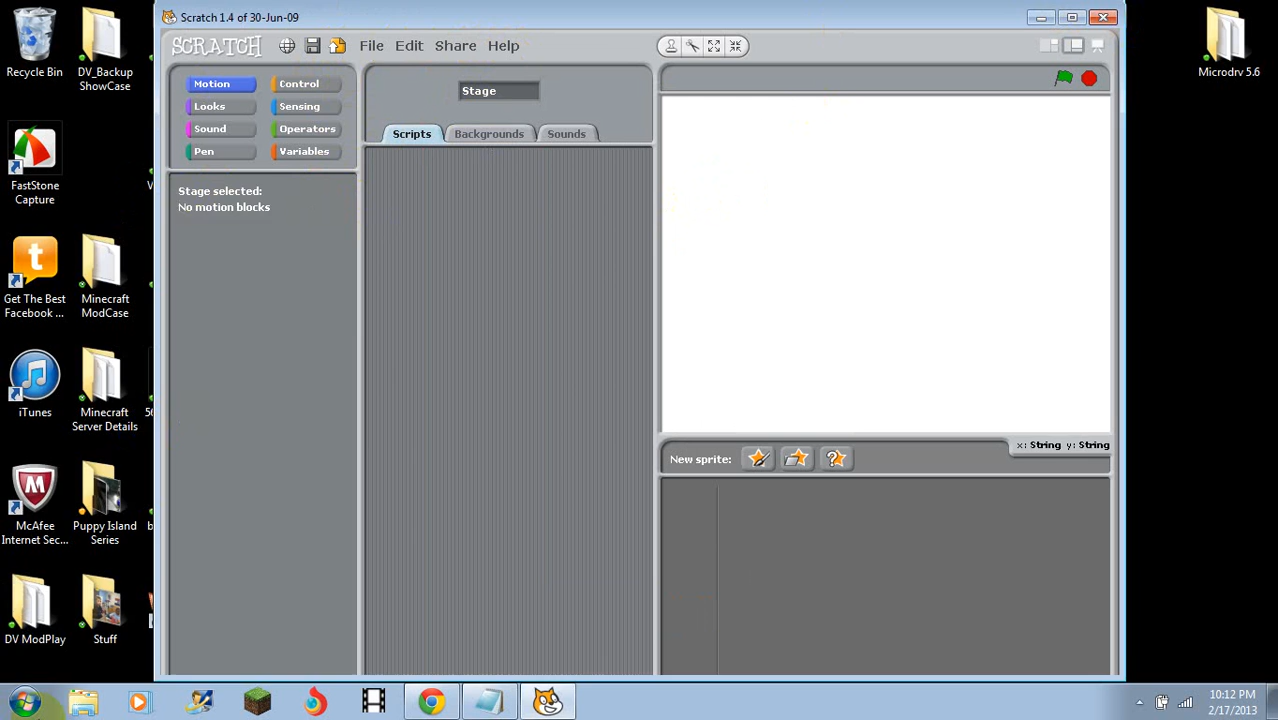 Scratch 1.4 of 30-Jun-09
SCRATCH
File Edit Share Help
Motion Control
Looks Sensing
Sound Operators
Pen Variables
Stage selected:
No motion blocks
Stage
Scripts Backgrounds Sounds
x: String y: String
New sprite:
Recycle Bin
DV_Backup
ShowCase
FastStone
Capture
Get The Best
Facebook ...
Minecraft
ModCase
iTunes
Minecraft
Server Details
McAfee
Internet Sec...
Puppy Island
Series
DV ModPlay
Stuff
Microdrv 5.6
10:12 PM
2/17/2013